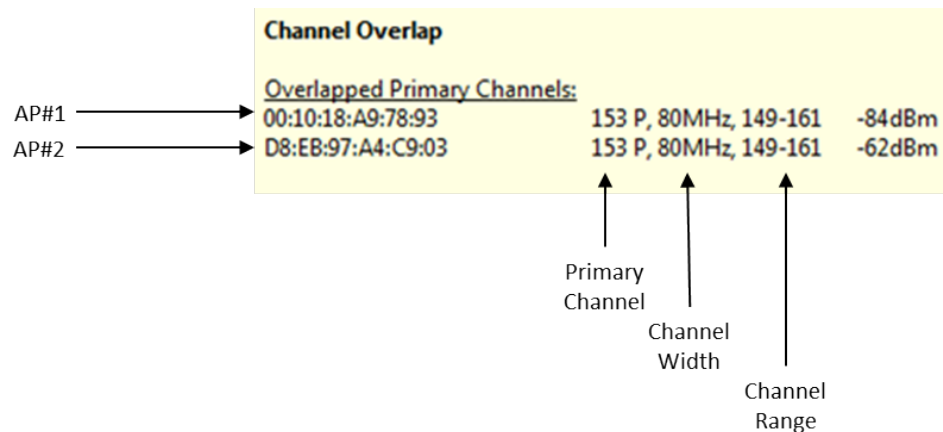 Channel Overlap
Overlapped Primary Channels:
AP#1 00:10:18:A9:78:93 153 P, 80MHz, 149-161 -84dBm
AP#2 D8:EB:97:A4:C9:03 153 P, 80MHz, 149-161 -62dBm
Primary
Channel
Channel
Width
Channel
Range